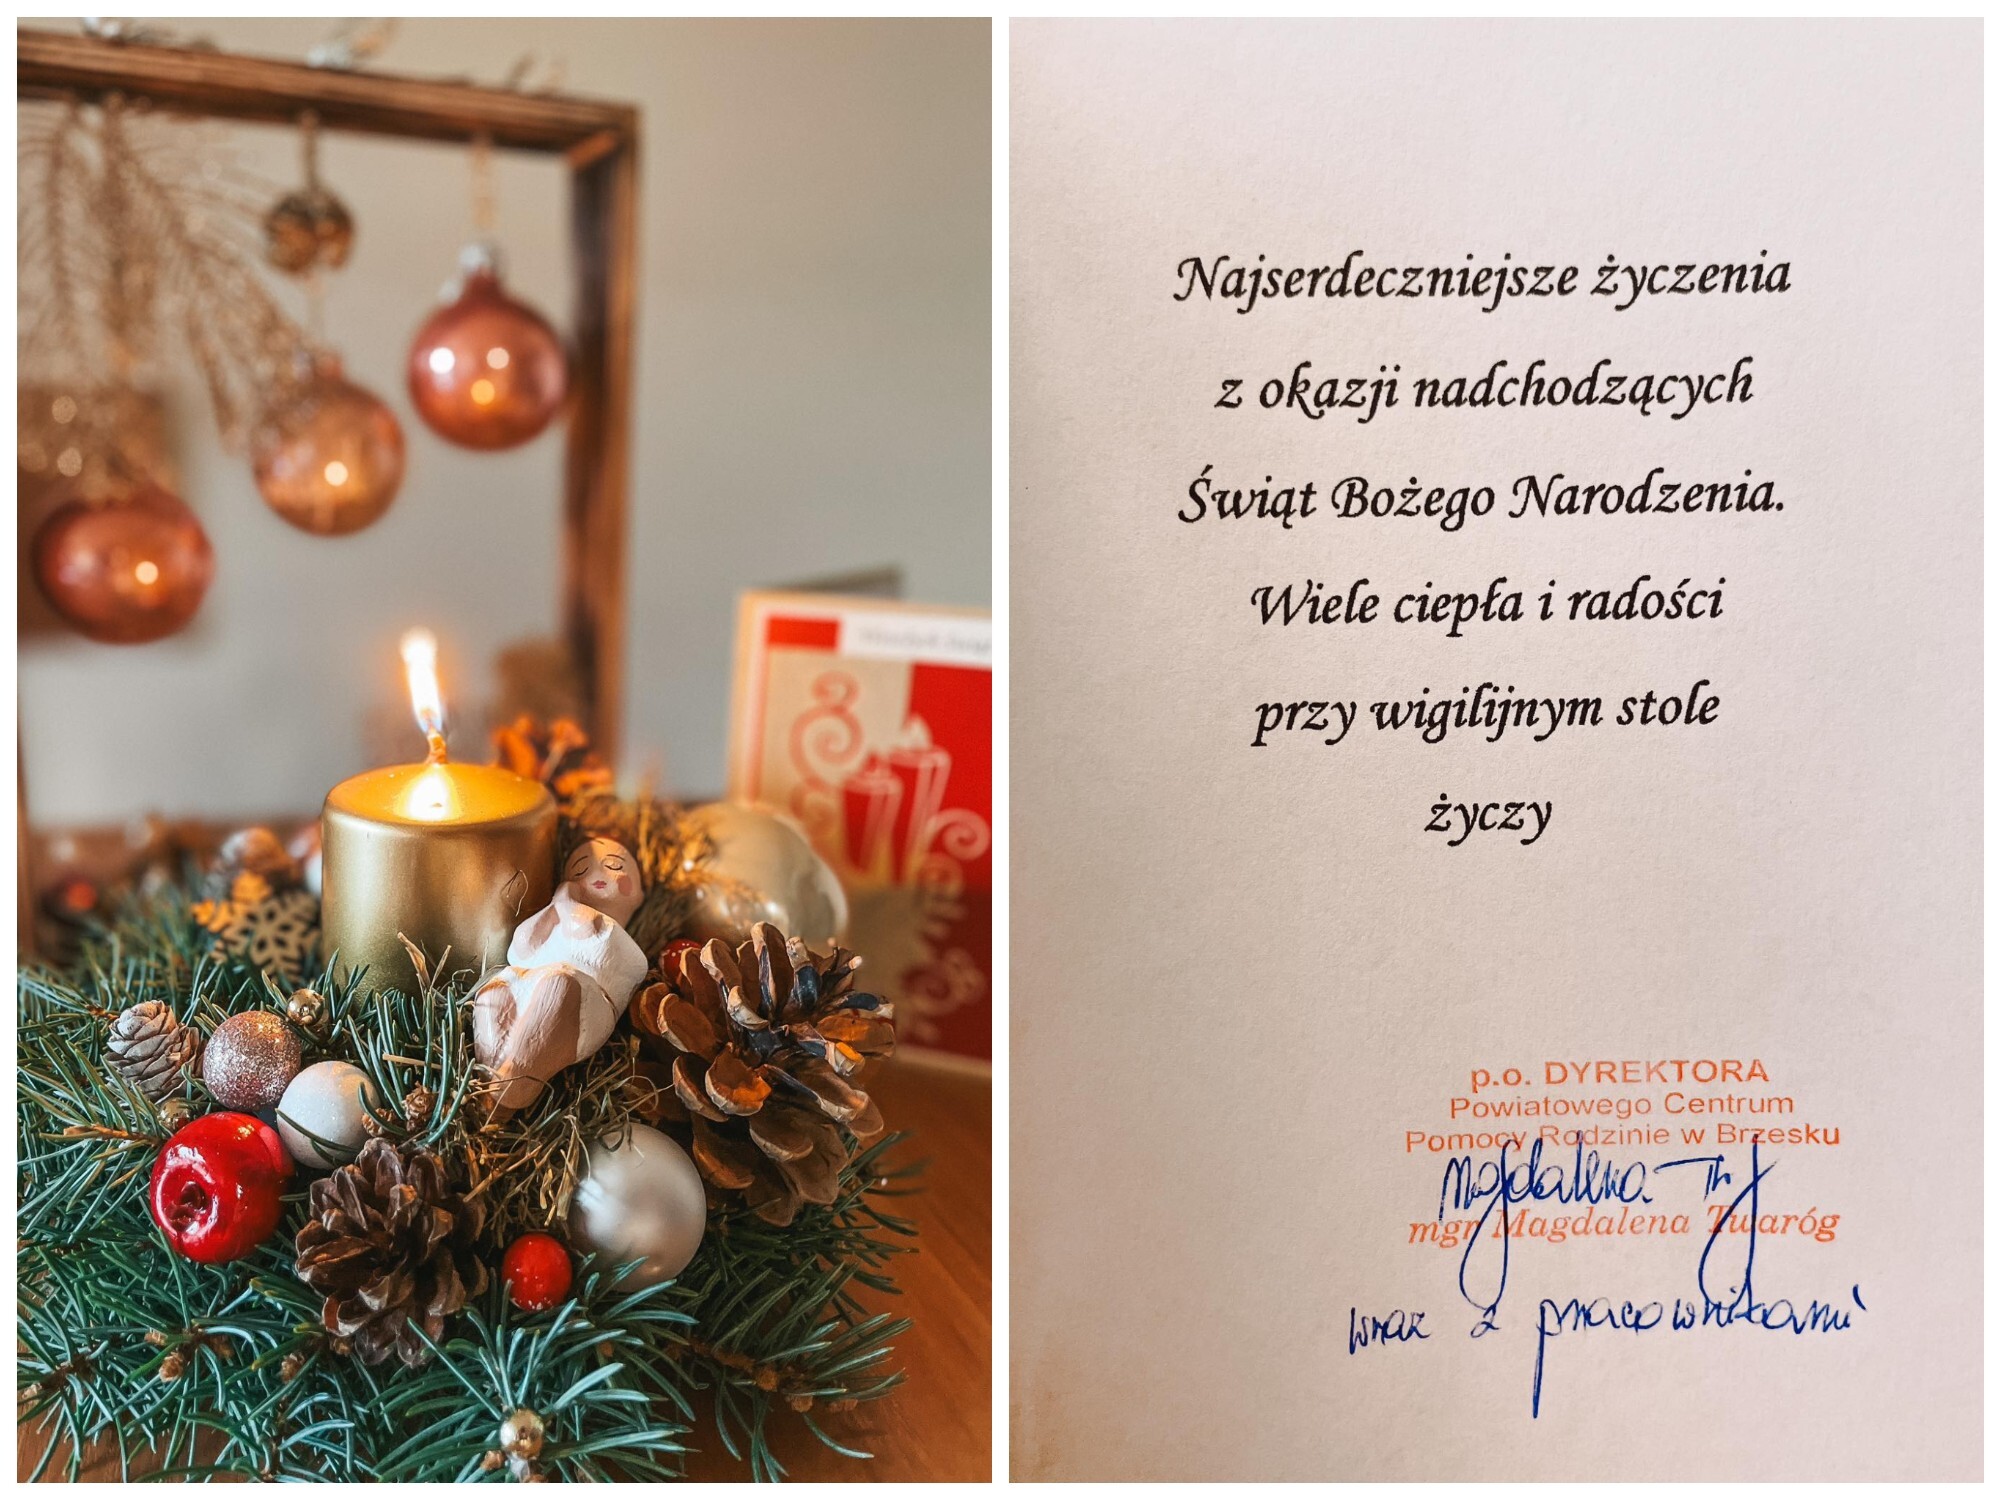 Najserdeczniejsze życzenia
z okazji nadchodzących
Świąt Bożego Narodzenia.
Wiele ciepła i radości
przy wigilijnym stole
życzy
p.o. DYREKTORA
Powiatowego Centrum
Pomocy Rodzinie w Brzesku
Magdalena
mgr Magdalena Twaróg
wraz z pracownikami